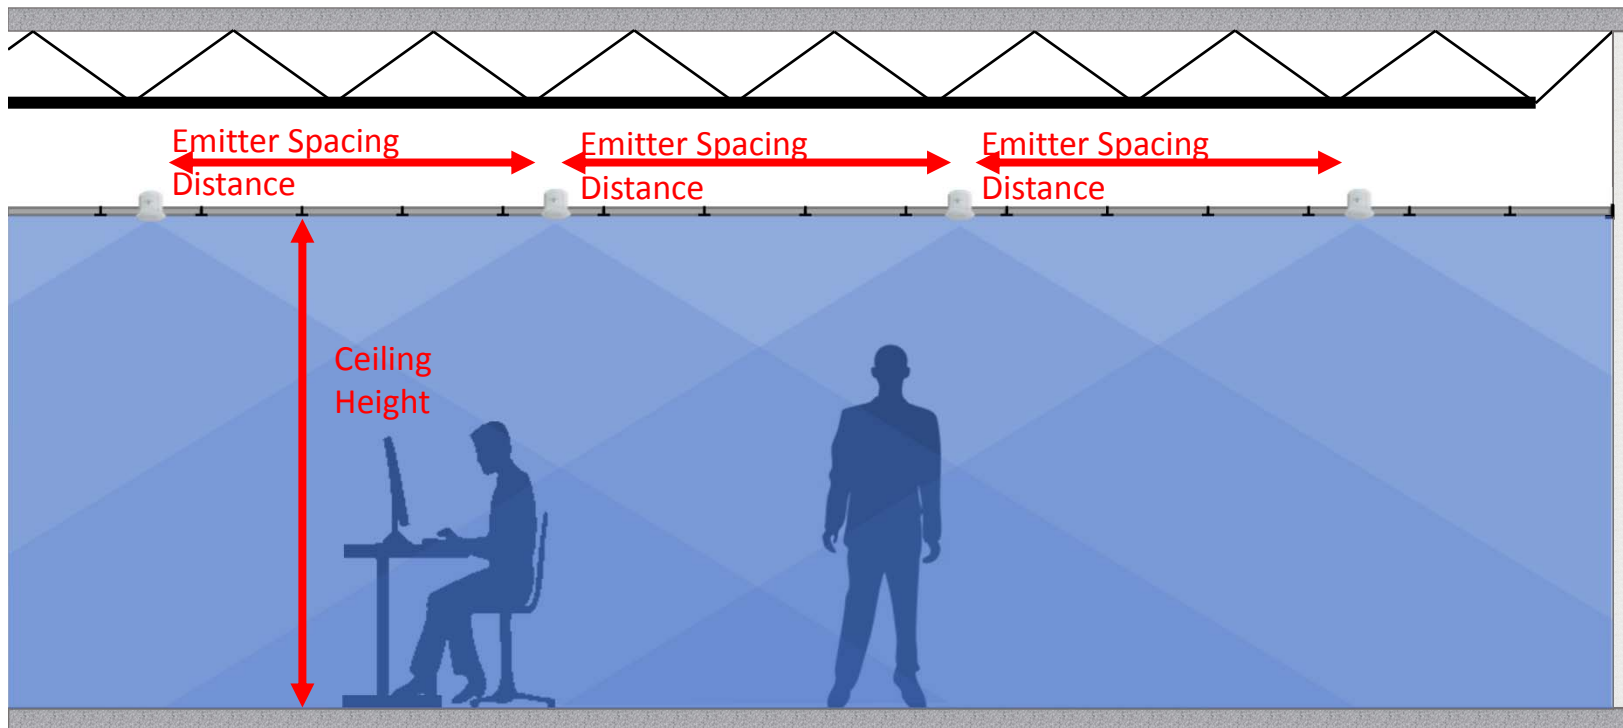 Emitter Spacing
Distance
Emitter Spacing
Distance
Emitter Spacing
Distance
Ceiling
Height